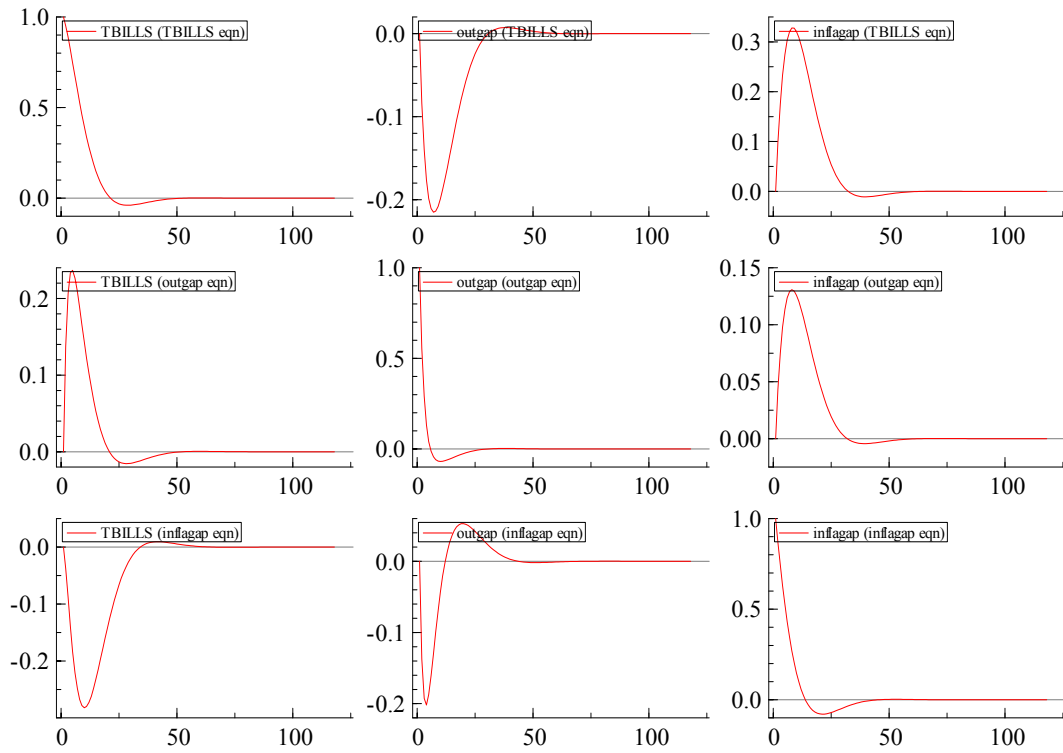 TBILLS (TBILLS eqn)
1.0
0.5
0.0
0 50 100
outgap (TBILLS eqn)
0.0
-0.1
-0.2
0 50 100
inflagap (TBILLS eqn)
0.3
0.2
0.1
0.0
0 50 100
TBILLS (outgap eqn)
0.2
0.1
0.0
0 50 100
outgap (outgap eqn)
1.0
0.5
0.0
0 50 100
inflagap (outgap eqn)
0.15
0.10
0.05
0.00
0 50 100
TBILLS (inflagap eqn)
0.0
-0.1
-0.2
0 50 100
outgap (inflagap eqn)
0.0
-0.1
-0.2
0 50 100
inflagap (inflagap eqn)
1.0
0.5
0.0
0 50 100